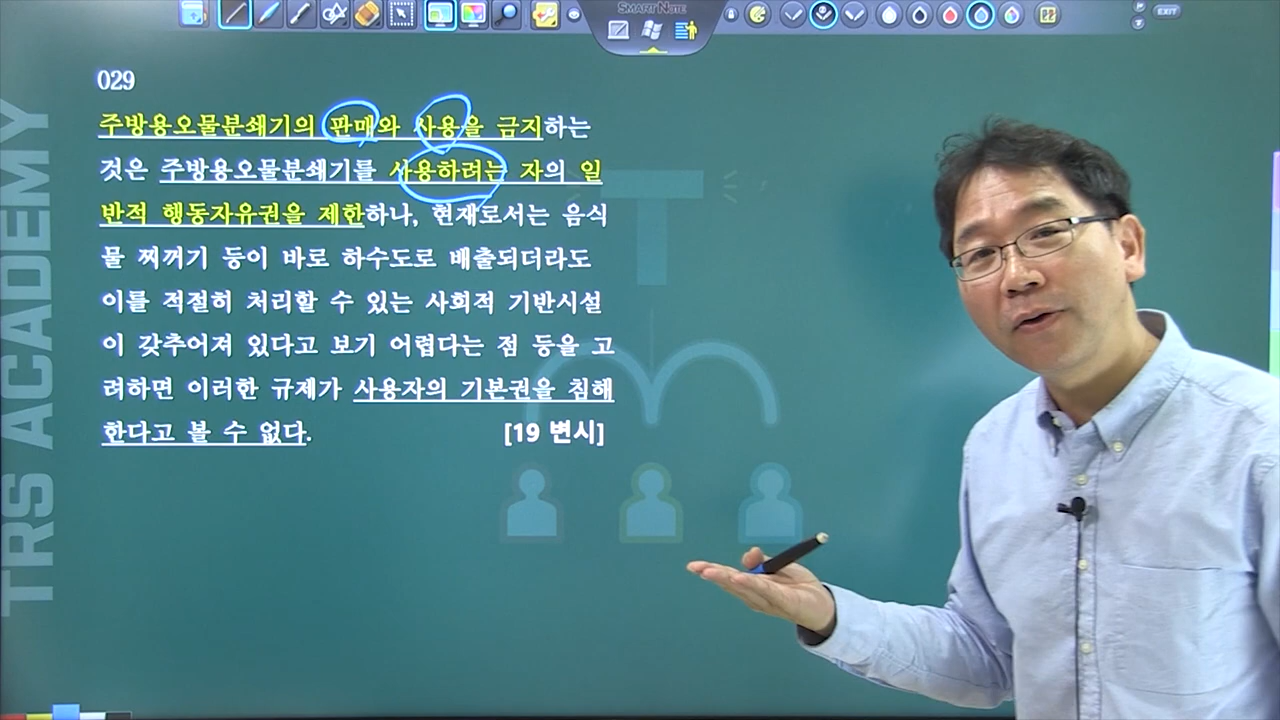 SMARTNOTE
EXIT
029
주방용오물분쇄기의 판매와 사용을 금지하는
것은 주방용오물분쇄기를 사용하려는 자의 일
반적 행동자유권을 제한하나, 현재로서는 음식
물 찌꺼기 등이 바로 하수도로 배출되더라도
이를 적절히 처리할 수 있는 사회적 기반시설
이 갖추어져 있다고 보기 어렵다는 점 등을 고
려하면 이러한 규제가 사용자의 기본권을 침해
한다고 볼 수 없다.
[19 변시]
TRS ACADEMY